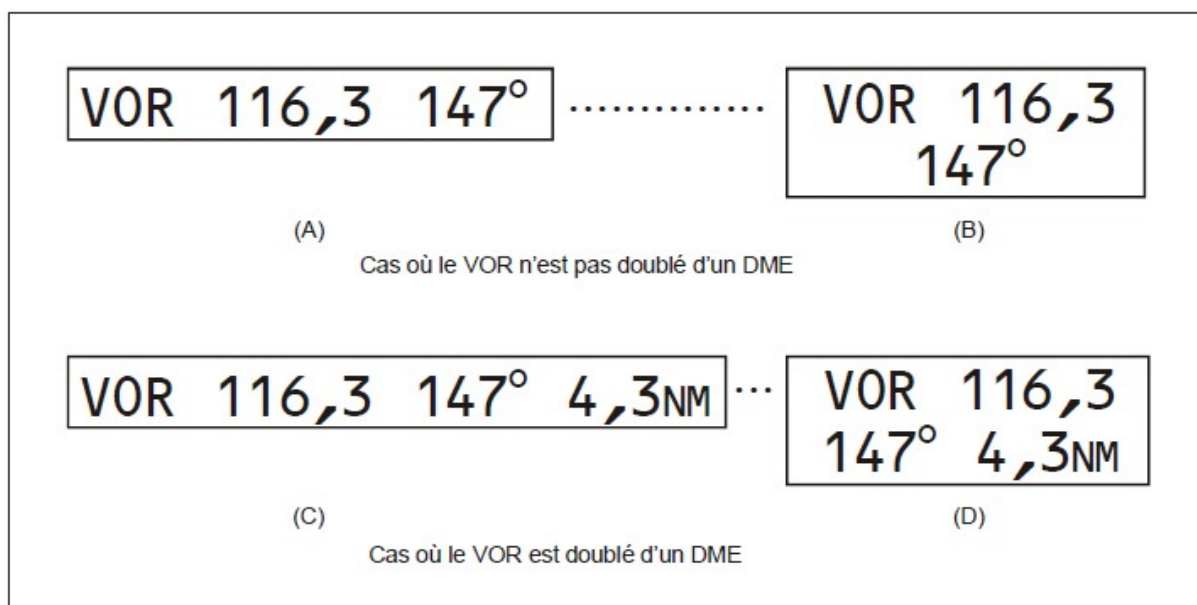 VOR 116,3 147°
VOR 116,3
147°
(A)
(B)
Cas où le VOR n'est pas doublé d'un DME
VOR 116,3 147° 4,3NM
VOR 116,3
147° 4,3NM
(C)
(D)
Cas où le VOR est doublé d'un DME